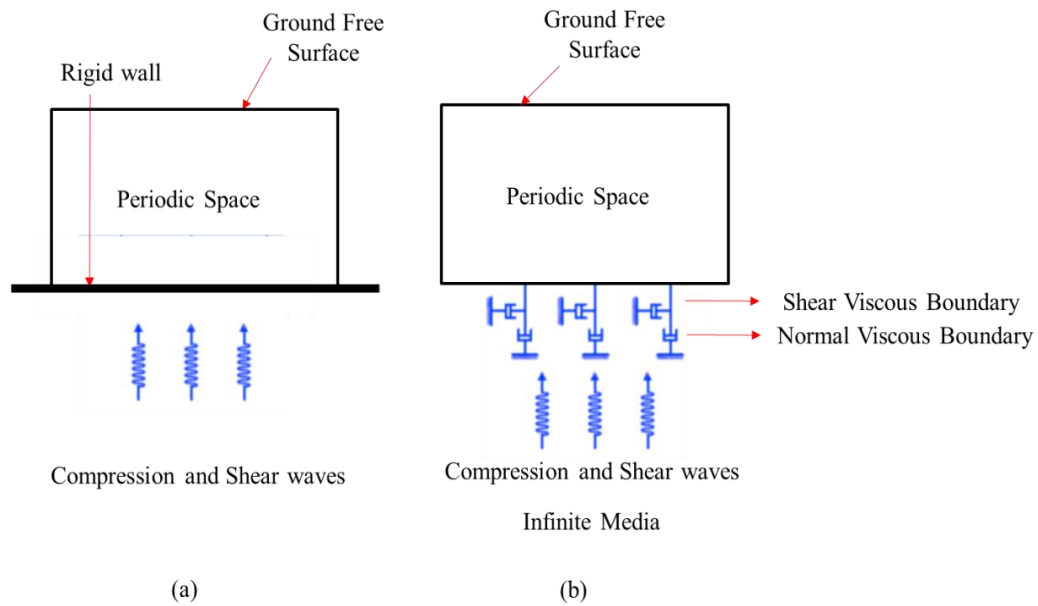 Ground Free
Surface
Rigid wall
Periodic Space
Compression and Shear waves
(a)
Ground Free
Surface
Periodic Space
Shear Viscous Boundary
Normal Viscous Boundary
Compression and Shear waves
Infinite Media
(b)